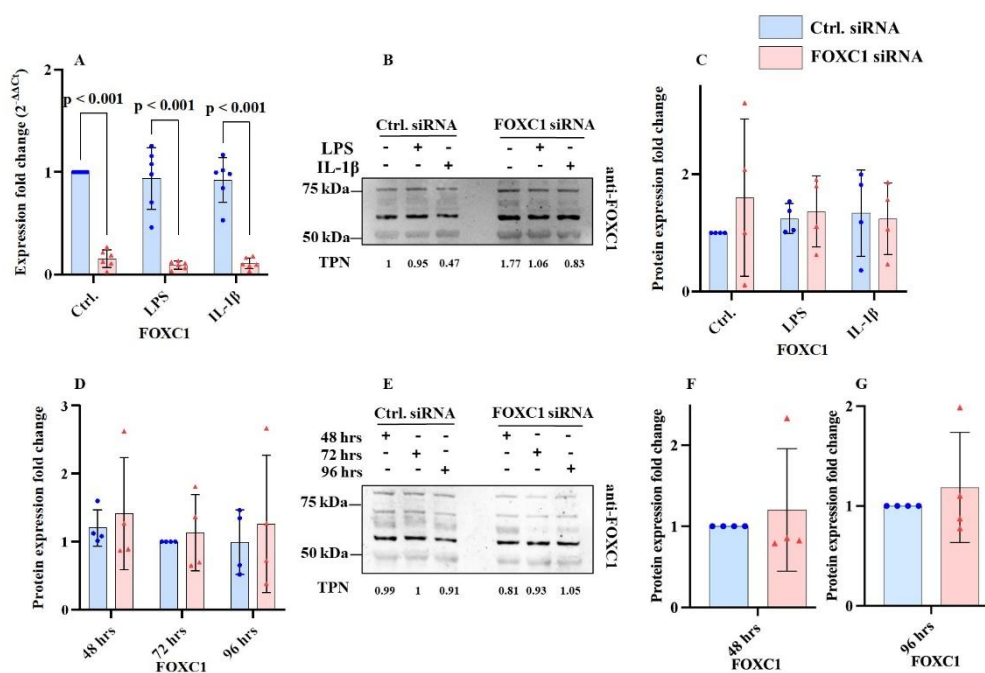 Ctrl. siRNA
FOXC1 siRNA
A
Expression fold change (2^-ΔΔCt)
2
1
0
p < 0.001
p < 0.001
p < 0.001
Ctrl.
LPS
IL-1β
FOXC1
B
Ctrl. siRNA
FOXC1 siRNA
LPS - + - - + -
IL-1β - - + - - +
75 kDa
50 kDa
anti-FOXC1
TPN 1 0.95 0.47 1.77 1.06 0.83
C
Protein expression fold change
2
1
0
Ctrl.
LPS
IL-1β
FOXC1
D
Protein expression fold change
3
2
1
0
48 hrs
72 hrs
96 hrs
FOXC1
E
Ctrl. siRNA
FOXC1 siRNA
48 hrs + - - + - -
72 hrs - + - - + -
96 hrs - - + - - +
75 kDa
50 kDa
anti-FOXC1
TPN 0.99 1 0.91 0.81 0.93 1.05
F
Protein expression fold change
2
1
0
48 hrs
FOXC1
G
Protein expression fold change
2
1
0
96 hrs
FOXC1